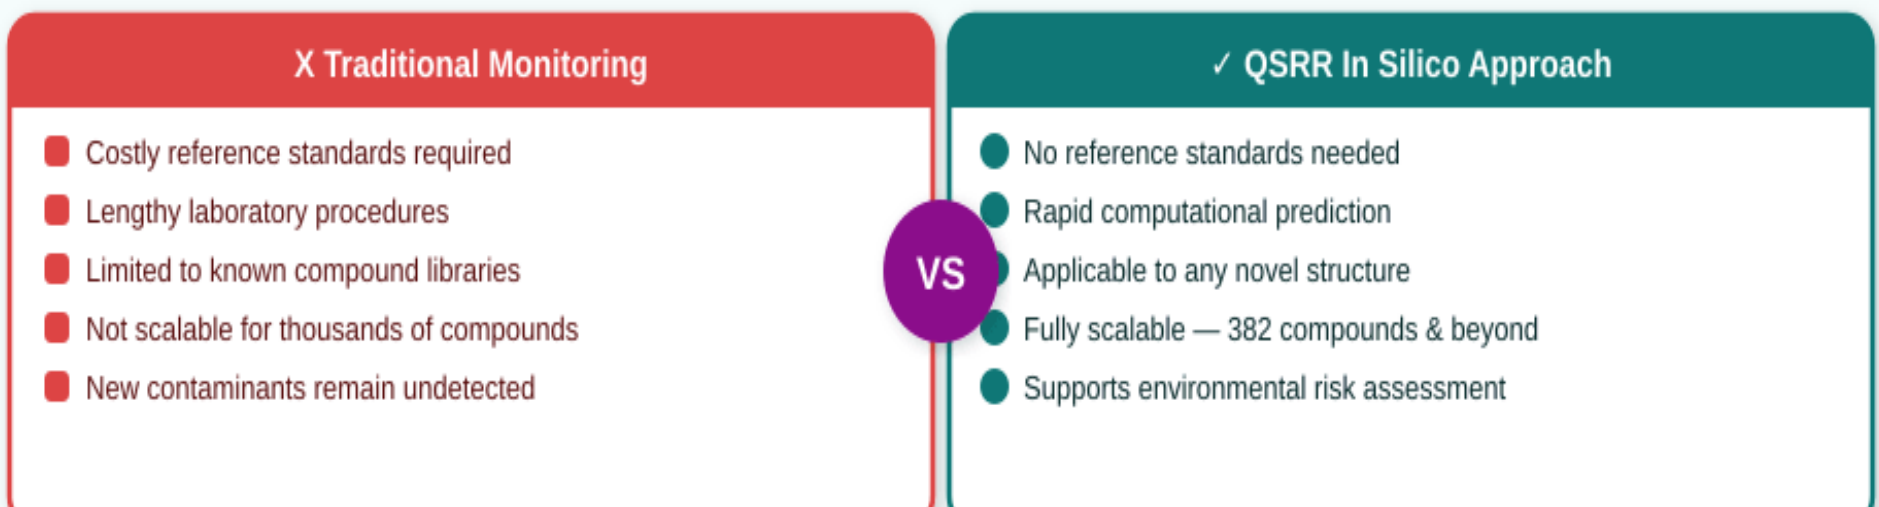 X Traditional Monitoring
Costly reference standards required
Lengthy laboratory procedures
Limited to known compound libraries
Not scalable for thousands of compounds
New contaminants remain undetected
VS
✓ QSRR In Silico Approach
No reference standards needed
Rapid computational prediction
Applicable to any novel structure
Fully scalable — 382 compounds & beyond
Supports environmental risk assessment